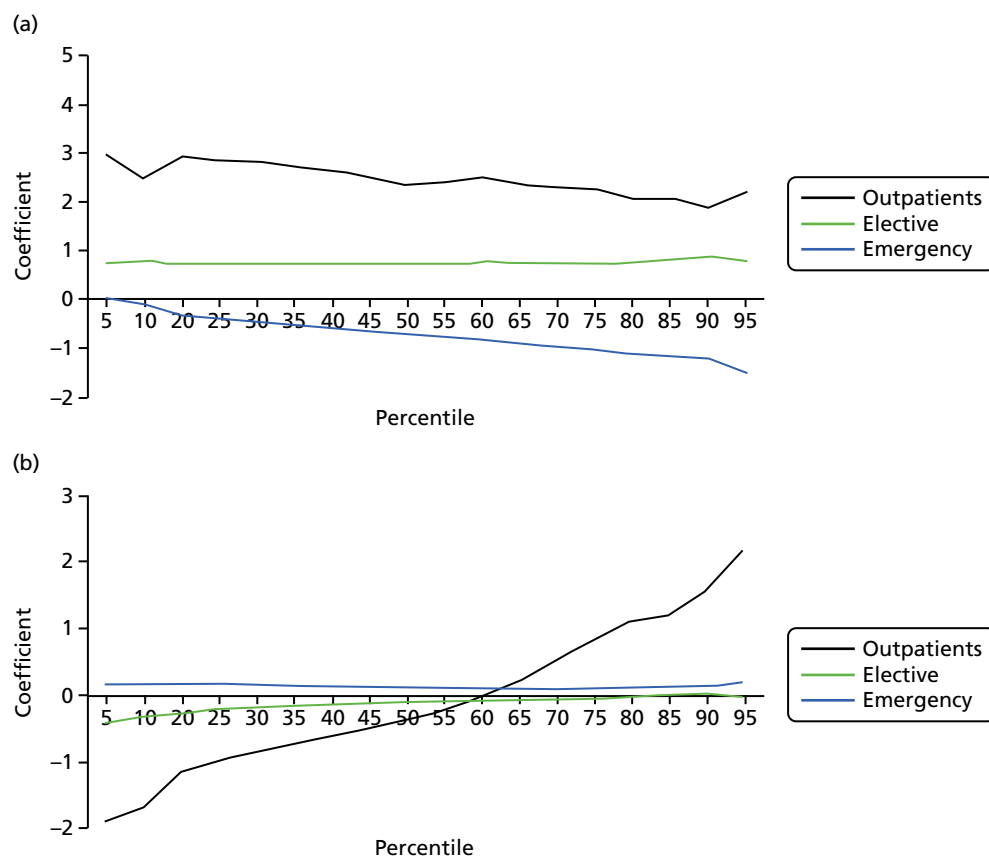 (a)
5
4
3
2
1
0
–1
–2
Coefficient
5 10 20 25 30 35 40 45 50 55 60 65 70 75 80 85 90 95
Percentile
Outpatients
Elective
Emergency
(b)
3
2
1
0
–1
–2
Coefficient
5 10 20 25 30 35 40 45 50 55 60 65 70 75 80 85 90 95
Percentile
Outpatients
Elective
Emergency